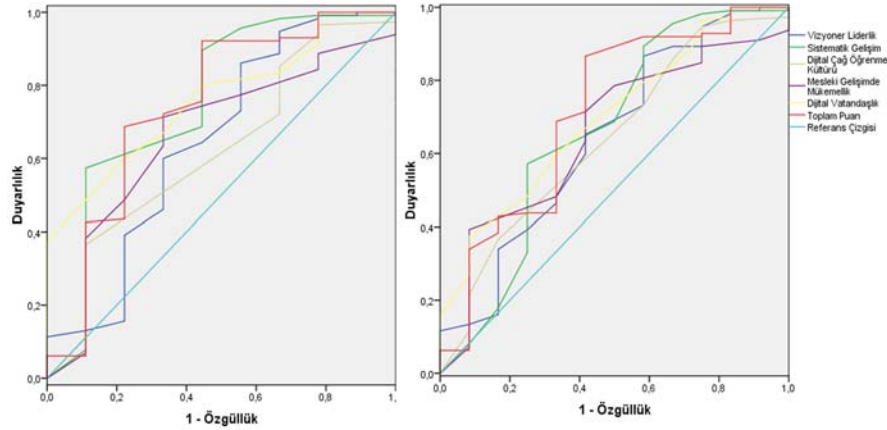 1,0
0,8
0,6
0,4
0,2
0,0
Duyarlılık
0,0
0,2
0,4
0,6
0,8
1,
1 - Özgüllük
1,0
0,8
0,6
0,4
0,2
0,0
Duyarlılık
0,0
0,2
0,4
0,6
0,8
1,0
1 - Özgüllük
Vizyoner Liderlik
Sistematik Gelişim
Dijital Çağ Öğrenme
Kültürü
Mesleki Gelişimde
Mükemellik
Dijital Vatandaşlık
Toplam Puan
Referans Çizgisi